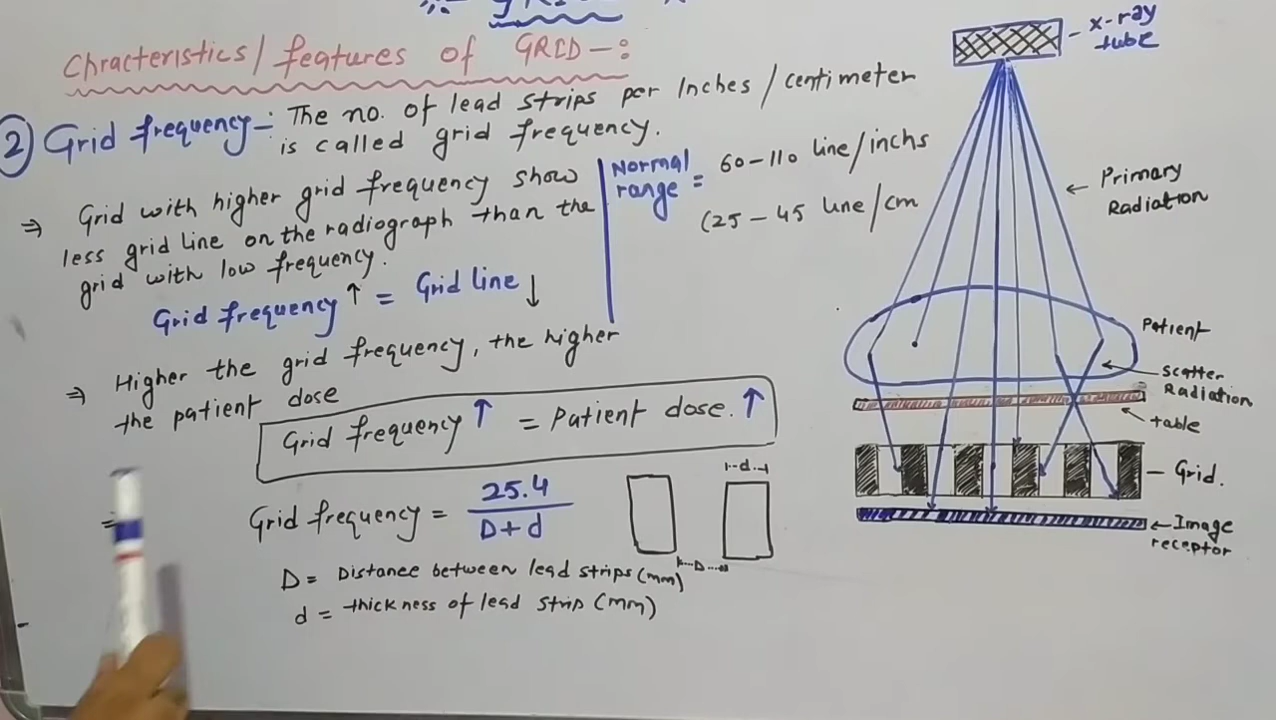 Chracteristics/features of GRID-:
② Grid frequency-: The no. of lead strips per Inches/centimeter
is called grid frequency.
⇒ Grid with higher grid frequency show
less grid line on the radiograph than the
grid with low frequency.
Normal range = 60-110 line/inchs
(25-45 line/cm
Grid frequency ↑ = Grid line ↓
⇒ Higher the grid frequency, the higher
the patient dose
Grid frequency ↑ = Patient dose. ↑
Grid frequency = 25.4 / D+d
D = Distance between lead strips (mm)
d = thickness of lead strip (mm)
d
D
- x-ray
tube
← Primary
Radiation
Patient
scatter
Radiation
table
- Grid.
← Image
receptor